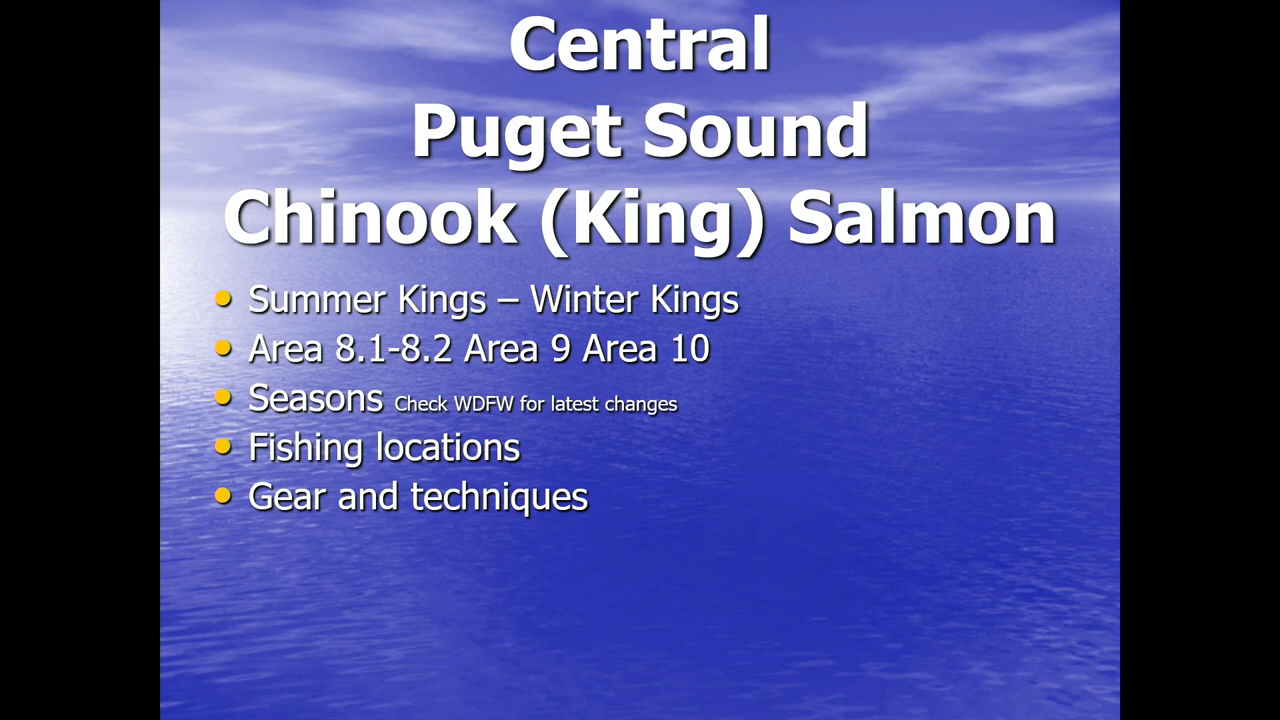 Central
Puget Sound
Chinook (King) Salmon
• Summer Kings – Winter Kings
• Area 8.1-8.2 Area 9 Area 10
• Seasons Check WDFW for latest changes
• Fishing locations
• Gear and techniques